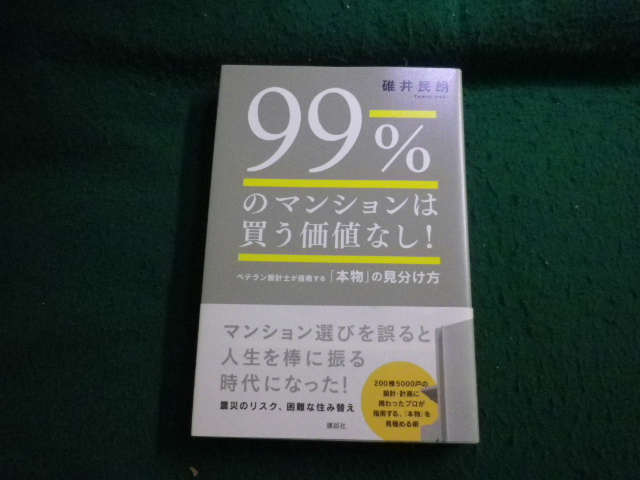 碓井民朗
99%
のマンションは
買う価値なし!
ベテラン設計士が指南する「本物」の見分け方
マンション選びを誤ると
人生を棒に振る
時代になった!
震災のリスク、困難な住み替え
講談社
200棟5000戸の
設計・計画に
携わったプロが
指南する、「本物」を
見極める術